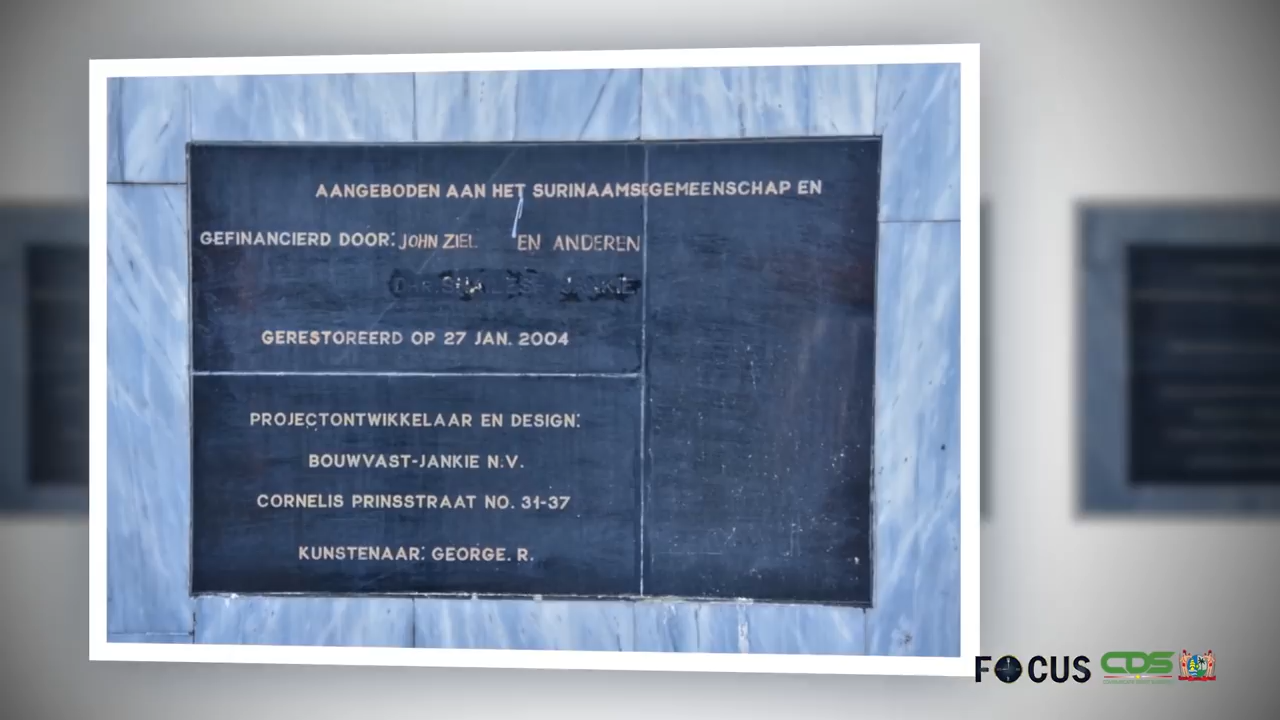 AANGEBODEN AAN HET SURINAAMSEGEMEENSCHAP EN
GEFINANCIERD DOOR: JOHN ZIEL EN ANDEREN
JANKIE
GERESTOREERD OP 27 JAN. 2004
PROJECTONTWIKKELAAR EN DESIGN:
BOUWVAST-JANKIE N.V.
CORNELIS PRINSSTRAAT NO. 31-37
KUNSTENAAR: GEORGE. R.
FOCUS CDS